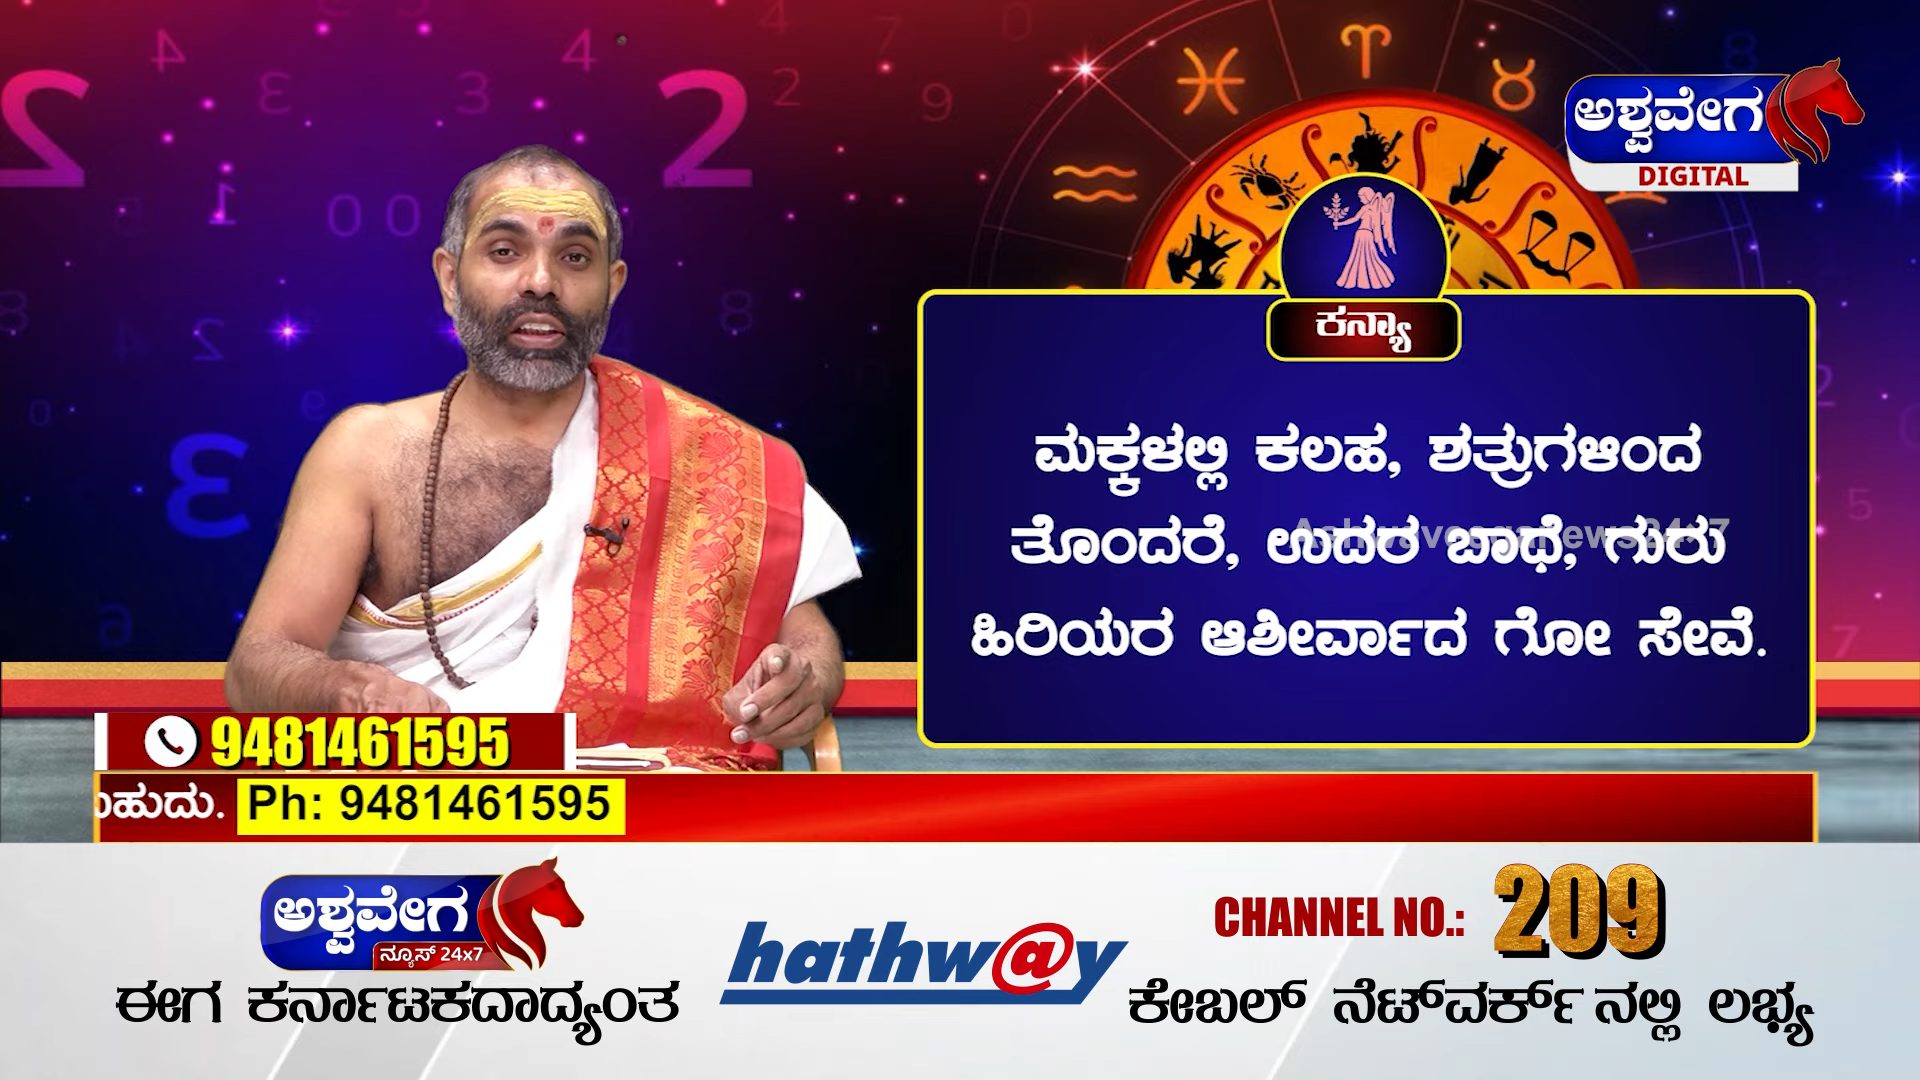 ಅಶ್ವವೇಗ
DIGITAL
ಕನ್ಯಾ
ಮಕ್ಕಳಲ್ಲಿ ಕಲಹ, ಶತ್ರುಗಳಿಂದ
ತೊಂದರೆ, ಉದರ ಬಾಧೆ, ಗುರು
ಹಿರಿಯರ ಆಶೀರ್ವಾದ ಗೋ ಸೇವೆ.
Ashwaveeganews24x7
9481461595
ಹುದು. Ph: 9481461595
ಅಶ್ವವೇಗ
ನ್ಯೂಸ್ 24x7
ಈಗ ಕರ್ನಾಟಕದಾದ್ಯಂತ
hathw@y
CHANNEL NO.: 209
ಕೇಬಲ್ ನೆಟ್‌ವರ್ಕ್ ನಲ್ಲಿ ಲಭ್ಯ